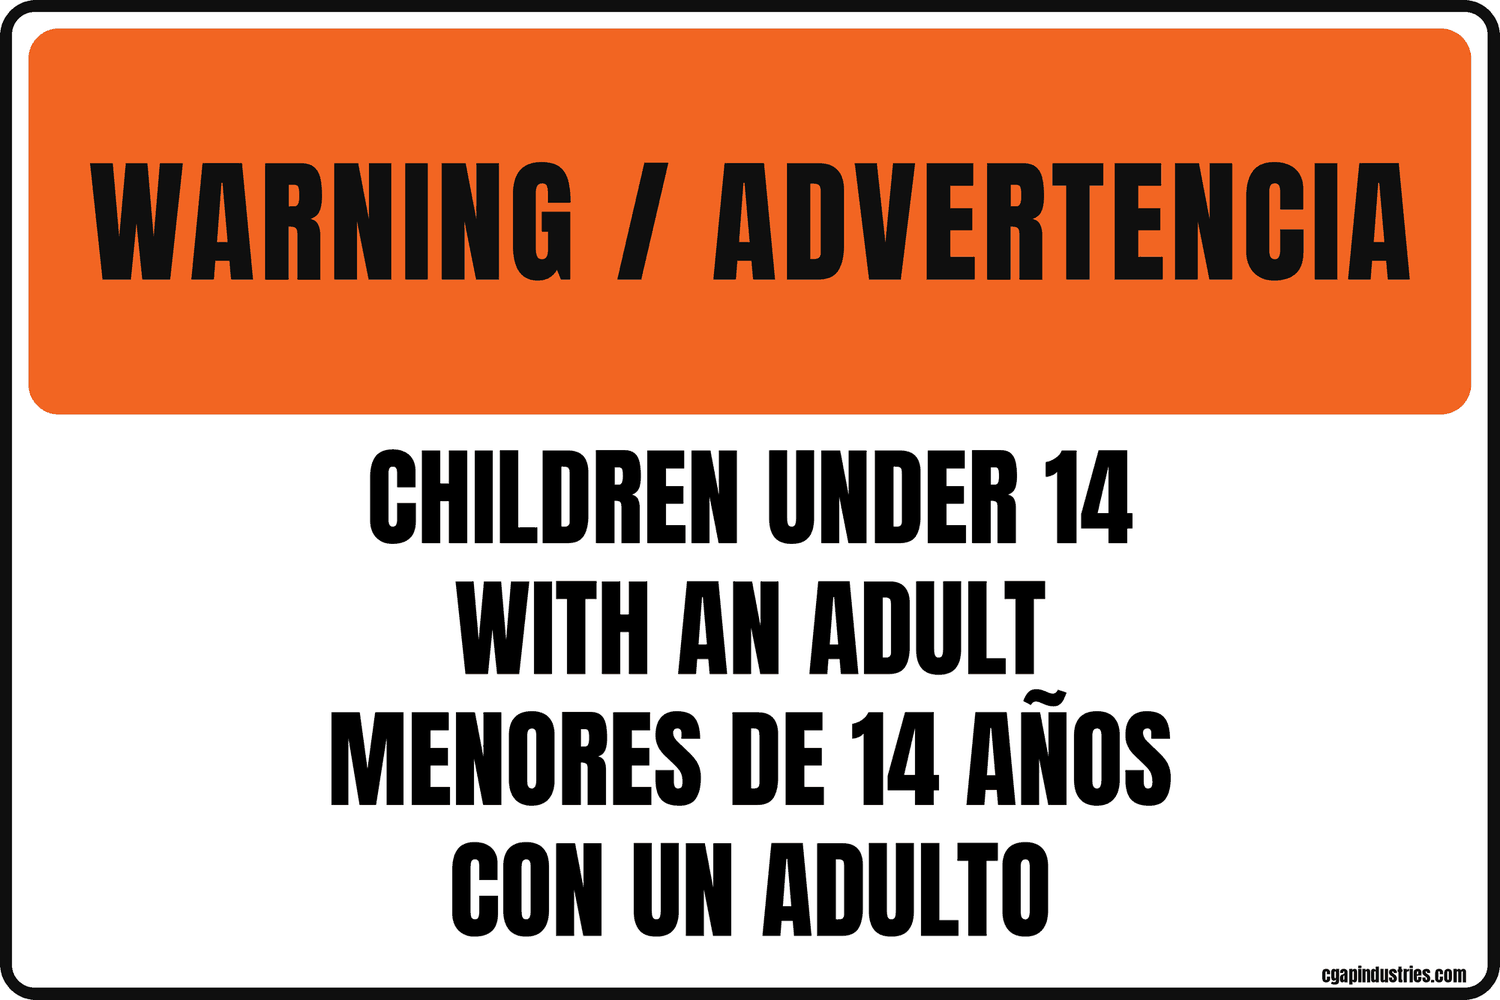 WARNING / ADVERTENCIA
CHILDREN UNDER 14
WITH AN ADULT
MENORES DE 14 AÑOS
CON UN ADULTO
cgapindustries.com